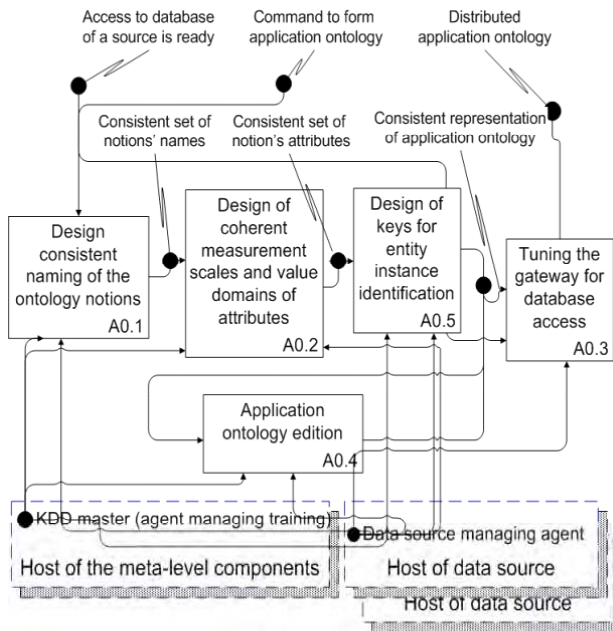 Access to database
of a source is ready
Command to form
application ontology
Distributed
application ontology
Consistent set of
notions' names
Consistent set of
notion's attributes
Consistent representation
of application ontology
Design
consistent
naming of the
ontology notions
A0.1
Design of
coherent
measurement
scales and value
domains of
attributes
A0.2
Design of
keys for
entity
instance
identification
A0.5
Tuning the
gateway for
database
access
A0.3
Application
ontology edition
A0.4
KDD master (agent managing training)
Host of the meta-level components
Data source managing agent
Host of data source
Host of data source